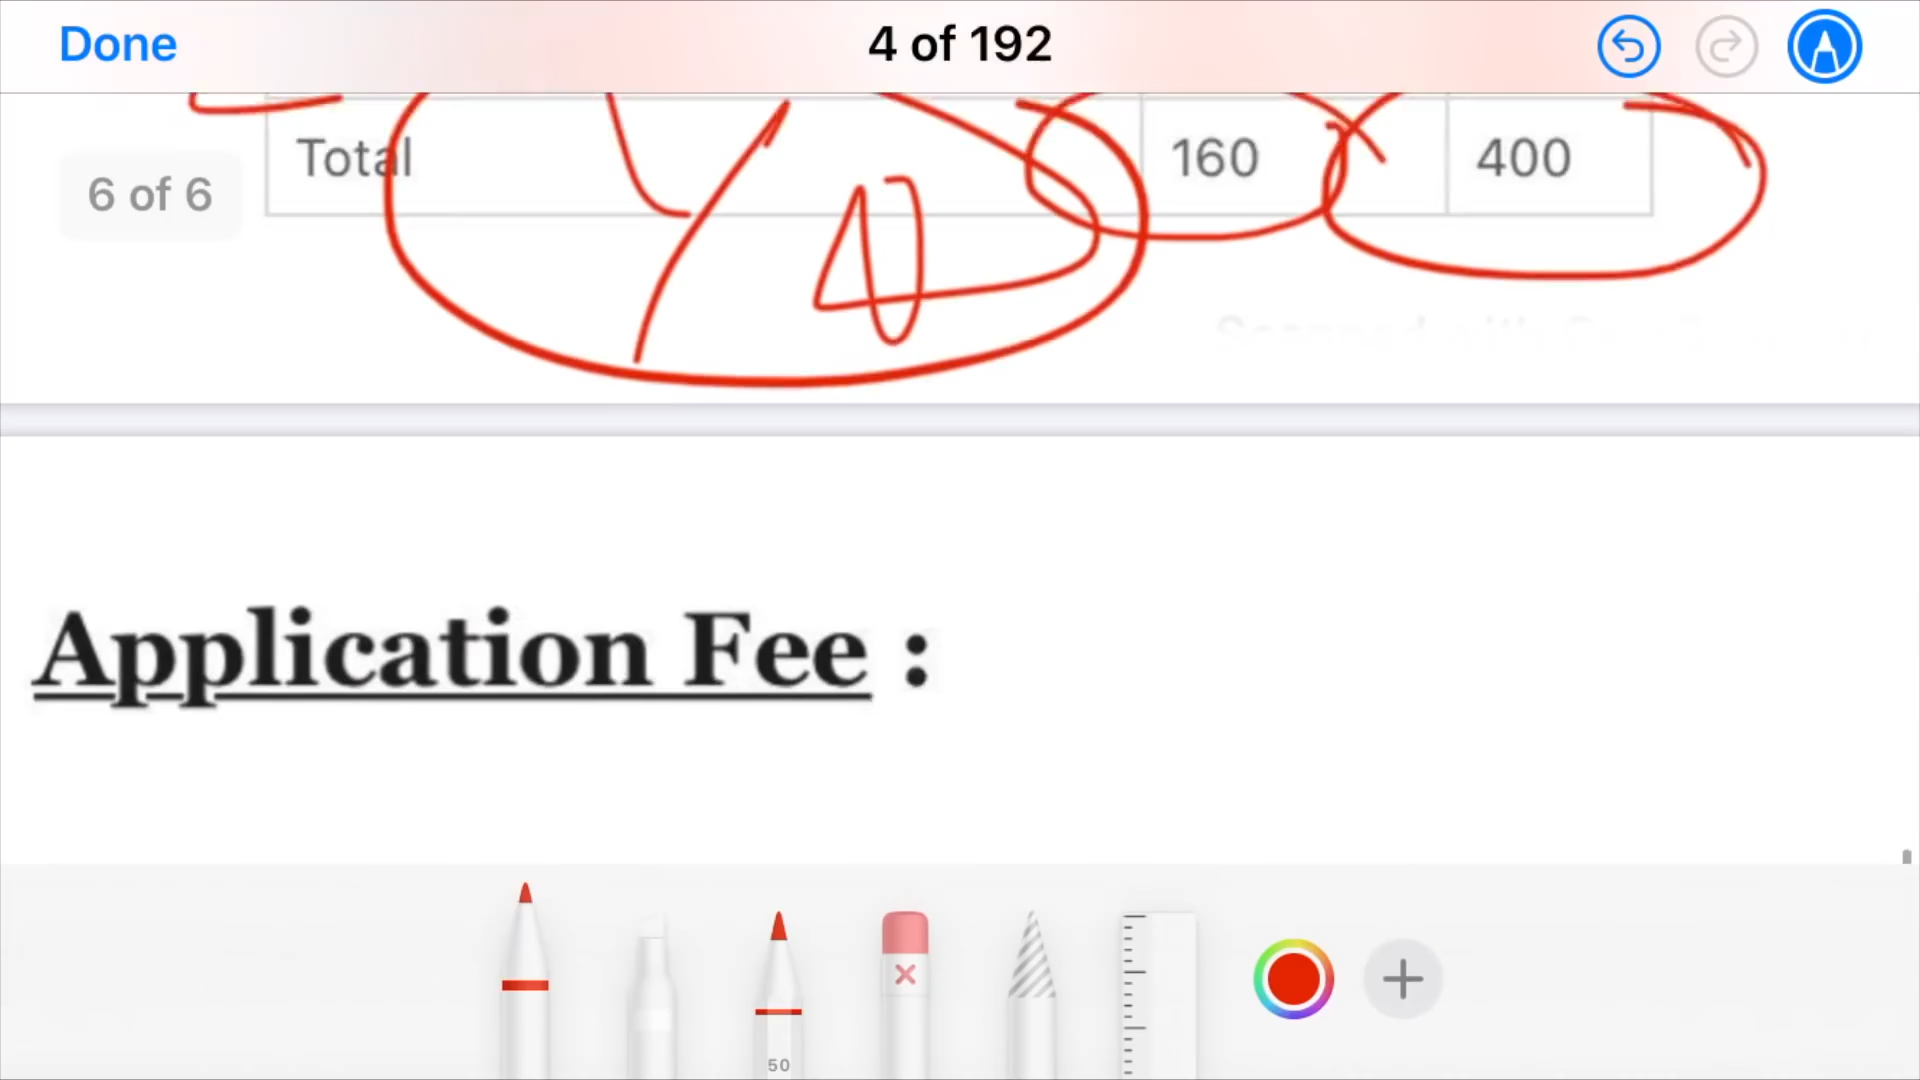 Done 4 of 192
Total 160 400
6 of 6
Application Fee :
50